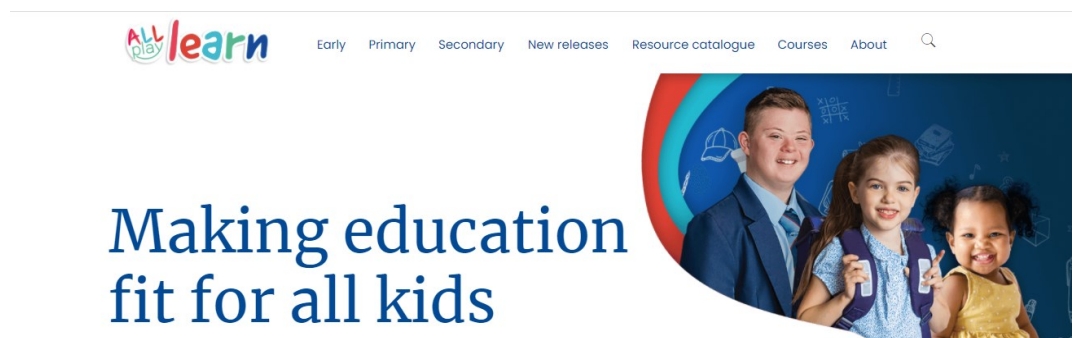 ALL play learn
Early Primary Secondary New releases Resource catalogue Courses About
Making education
fit for all kids